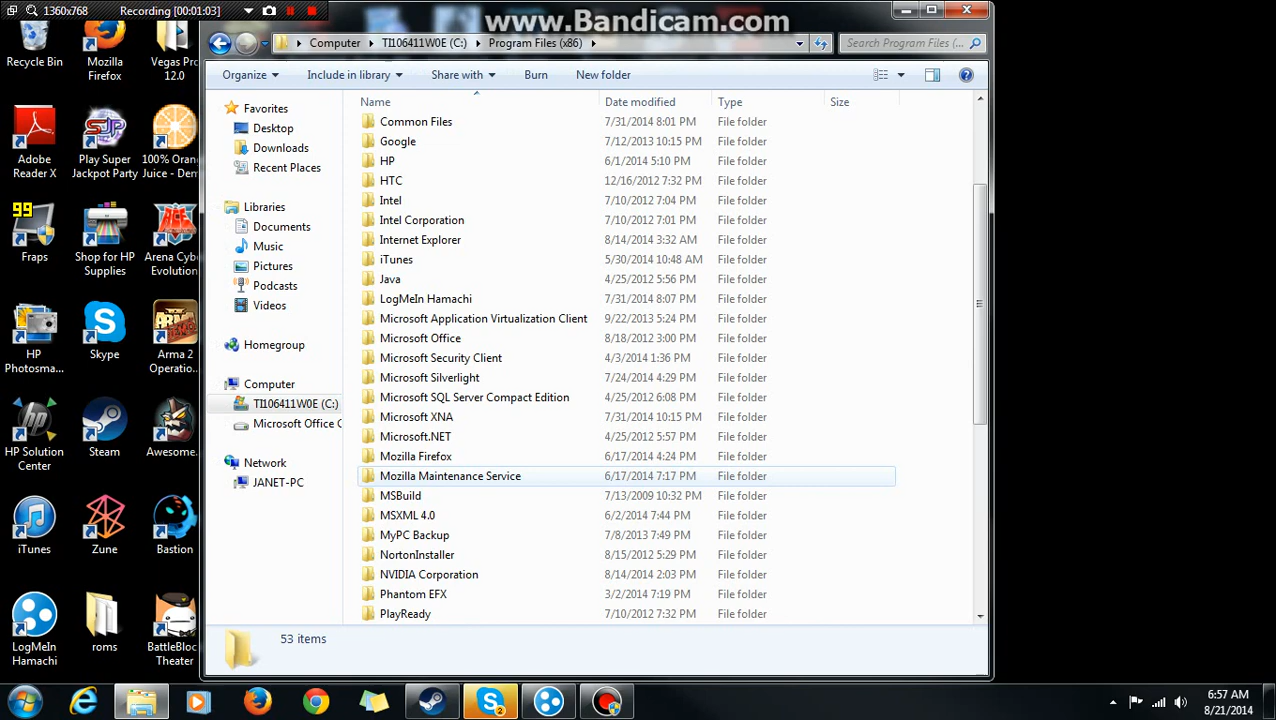 1360x768 Recording [00:01:03]
www.Bandicam.com
Computer TI106411W0E (C:) Program Files (x86)
Search Program Files (...
Organize Include in library Share with Burn New folder
Name Date modified Type Size
Common Files 7/31/2014 8:01 PM File folder
Google 7/12/2013 10:15 PM File folder
HP 6/1/2014 5:10 PM File folder
HTC 12/16/2012 7:32 PM File folder
Intel 7/10/2012 7:04 PM File folder
Intel Corporation 7/10/2012 7:01 PM File folder
Internet Explorer 8/14/2014 3:32 AM File folder
iTunes 5/30/2014 10:48 AM File folder
Java 4/25/2012 5:56 PM File folder
LogMeIn Hamachi 7/31/2014 8:07 PM File folder
Microsoft Application Virtualization Client 9/22/2013 5:24 PM File folder
Microsoft Office 8/18/2012 3:00 PM File folder
Microsoft Security Client 4/3/2014 1:36 PM File folder
Microsoft Silverlight 7/24/2014 4:29 PM File folder
Microsoft SQL Server Compact Edition 4/25/2012 6:08 PM File folder
Microsoft XNA 7/31/2014 10:15 PM File folder
Microsoft.NET 4/25/2012 5:57 PM File folder
Mozilla Firefox 6/17/2014 4:24 PM File folder
Mozilla Maintenance Service 6/17/2014 7:17 PM File folder
MSBuild 7/13/2009 10:32 PM File folder
MSXML 4.0 6/2/2014 7:44 PM File folder
MyPC Backup 7/8/2013 7:49 PM File folder
NortonInstaller 8/15/2012 5:29 PM File folder
NVIDIA Corporation 8/14/2014 2:03 PM File folder
Phantom EFX 3/2/2014 7:19 PM File folder
PlayReady 7/10/2012 7:32 PM File folder
53 items
Favorites
Desktop
Downloads
Recent Places
Libraries
Documents
Music
Pictures
Podcasts
Videos
Homegroup
Computer
TI106411W0E (C:)
Microsoft Office C
Network
JANET-PC
Recycle Bin
Mozilla
Firefox
Vegas Pro
12.0
Adobe
Reader X
Play Super
Jackpot Party
100% Oran
Juice - Dem
99
Fraps
Shop for HP
Supplies
Arena Cyb
Evolution
HP
Photosma...
Skype
Arma 2
Operatio...
HP Solution
Center
Steam
Awesome...
iTunes
Zune
Bastion
LogMeIn
Hamachi
roms
BattleBloc
Theater
2
6:57 AM
8/21/2014